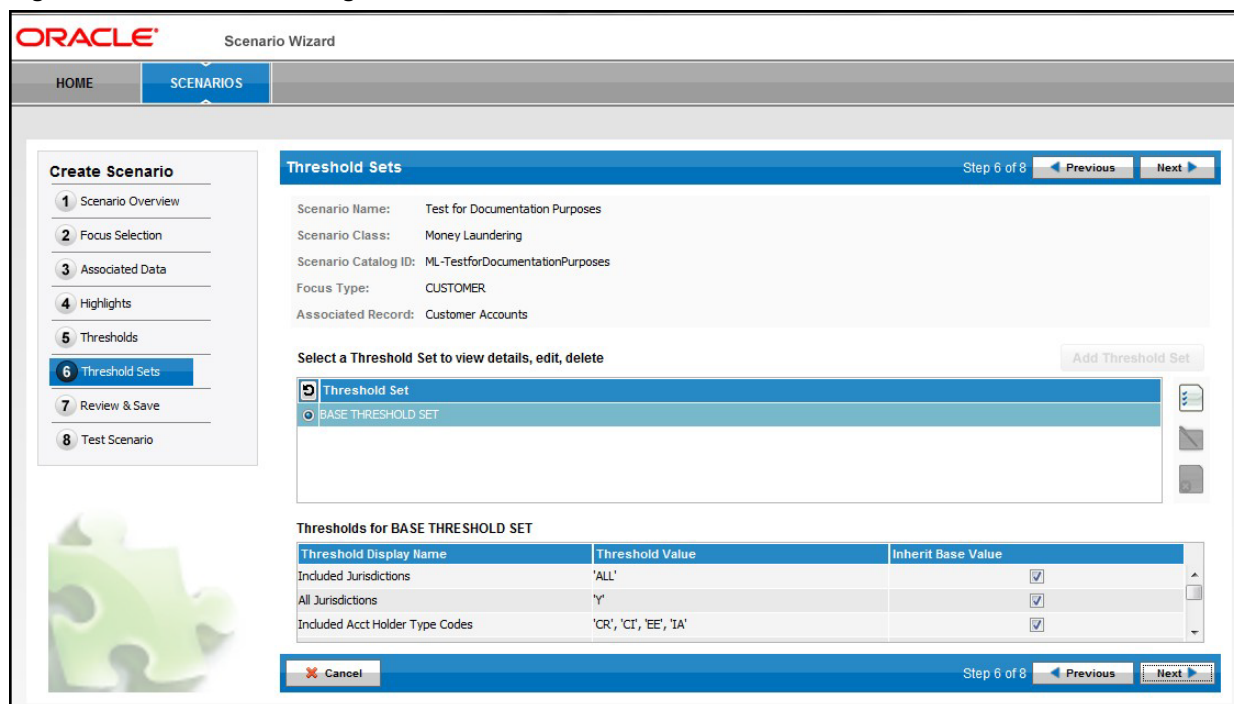 ORACLE Scenario Wizard
HOME SCENARIOS
Create Scenario
1 Scenario Overview
2 Focus Selection
3 Associated Data
4 Highlights
5 Thresholds
6 Threshold Sets
7 Review & Save
8 Test Scenario
Threshold Sets Step 6 of 8 Previous Next
Scenario Name: Test for Documentation Purposes
Scenario Class: Money Laundering
Scenario Catalog ID: ML-TestforDocumentationPurposes
Focus Type: CUSTOMER
Associated Record: Customer Accounts
Select a Threshold Set to view details, edit, delete Add Threshold Set
Threshold Set
BASE THRESHOLD SET
Thresholds for BASE THRESHOLD SET
Threshold Display Name Threshold Value Inherit Base Value
Included Jurisdictions 'ALL'
All Jurisdictions 'Y'
Included Acct Holder Type Codes 'CR', 'CI', 'EE', 'IA'
Cancel Step 6 of 8 Previous Next